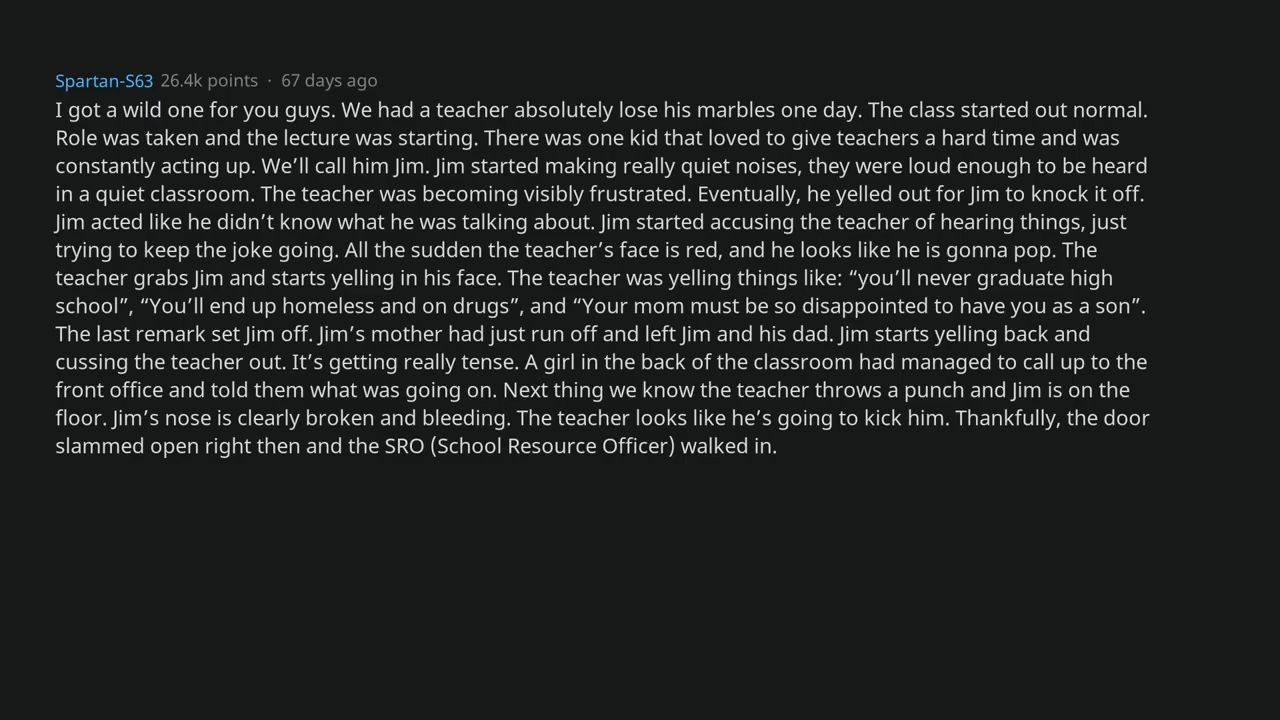 Spartan-S63 26.4k points · 67 days ago
I got a wild one for you guys. We had a teacher absolutely lose his marbles one day. The class started out normal.
Role was taken and the lecture was starting. There was one kid that loved to give teachers a hard time and was
constantly acting up. We’ll call him Jim. Jim started making really quiet noises, they were loud enough to be heard
in a quiet classroom. The teacher was becoming visibly frustrated. Eventually, he yelled out for Jim to knock it off.
Jim acted like he didn’t know what he was talking about. Jim started accusing the teacher of hearing things, just
trying to keep the joke going. All the sudden the teacher’s face is red, and he looks like he is gonna pop. The
teacher grabs Jim and starts yelling in his face. The teacher was yelling things like: “you’ll never graduate high
school”, “You’ll end up homeless and on drugs”, and “Your mom must be so disappointed to have you as a son”.
The last remark set Jim off. Jim’s mother had just run off and left Jim and his dad. Jim starts yelling back and
cussing the teacher out. It’s getting really tense. A girl in the back of the classroom had managed to call up to the
front office and told them what was going on. Next thing we know the teacher throws a punch and Jim is on the
floor. Jim’s nose is clearly broken and bleeding. The teacher looks like he’s going to kick him. Thankfully, the door
slammed open right then and the SRO (School Resource Officer) walked in.